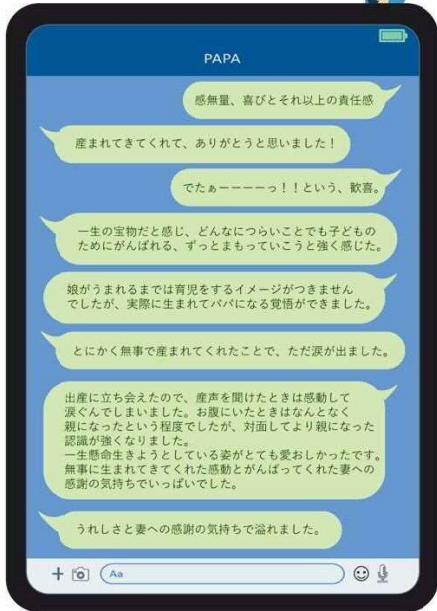 PAPA
感無量、喜びとそれ以上の責任感
産まれてきてくれて、ありがとうと思いました！
でたぁーーーーっ！！という、歓喜。
一生の宝物だと感じ、どんなにつらいことでも子どもの
ためにがんばれる、ずっとまもっていこうと強く感じた。
娘がうまれるまでは育児をするイメージがつきません
でしたが、実際に生まれてパパになる覚悟ができました。
とにかく無事で産まれてくれたことで、ただ涙が出ました。
出産に立ち会えたので、産声を聞けたときは感動して
涙ぐんでしまいました。お腹にいたときはなんとなく
親になったという程度でしたが、対面してより親になった
認識が強くなりました。
一生懸命生きようとしている姿がとても愛おしかったです。
無事に生まれてきてくれた感動とがんばってくれた妻への
感謝の気持ちでいっぱいでした。
うれしさと妻への感謝の気持ちで溢れました。
Aa